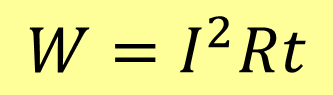 W = I²Rt